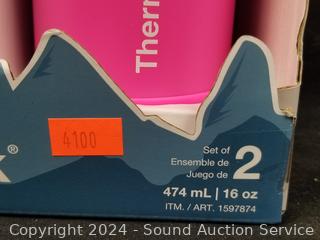 Therm
4100
®
Set of
Ensemble de
Juego de
2
474 mL | 16 oz
ITM. / ART. 1597874
Copyright 2024 - Sound Auction Service